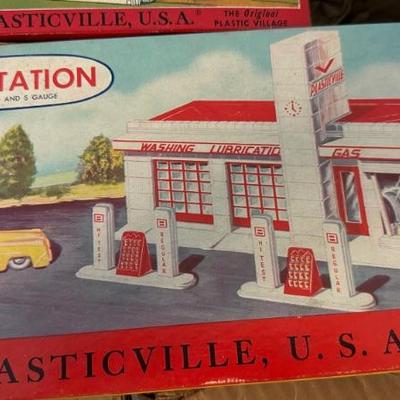 ASTICVILLE, U.S.A.®
THE Original
PLASTIC VILLAGE
TATION
AND S GAUGE
PLASTICVILLE
WASHING LUBRICATIO GAS
HI TEST
REGULAR
HI TEST
REGULAR
ASTICVILLE, U. S. A